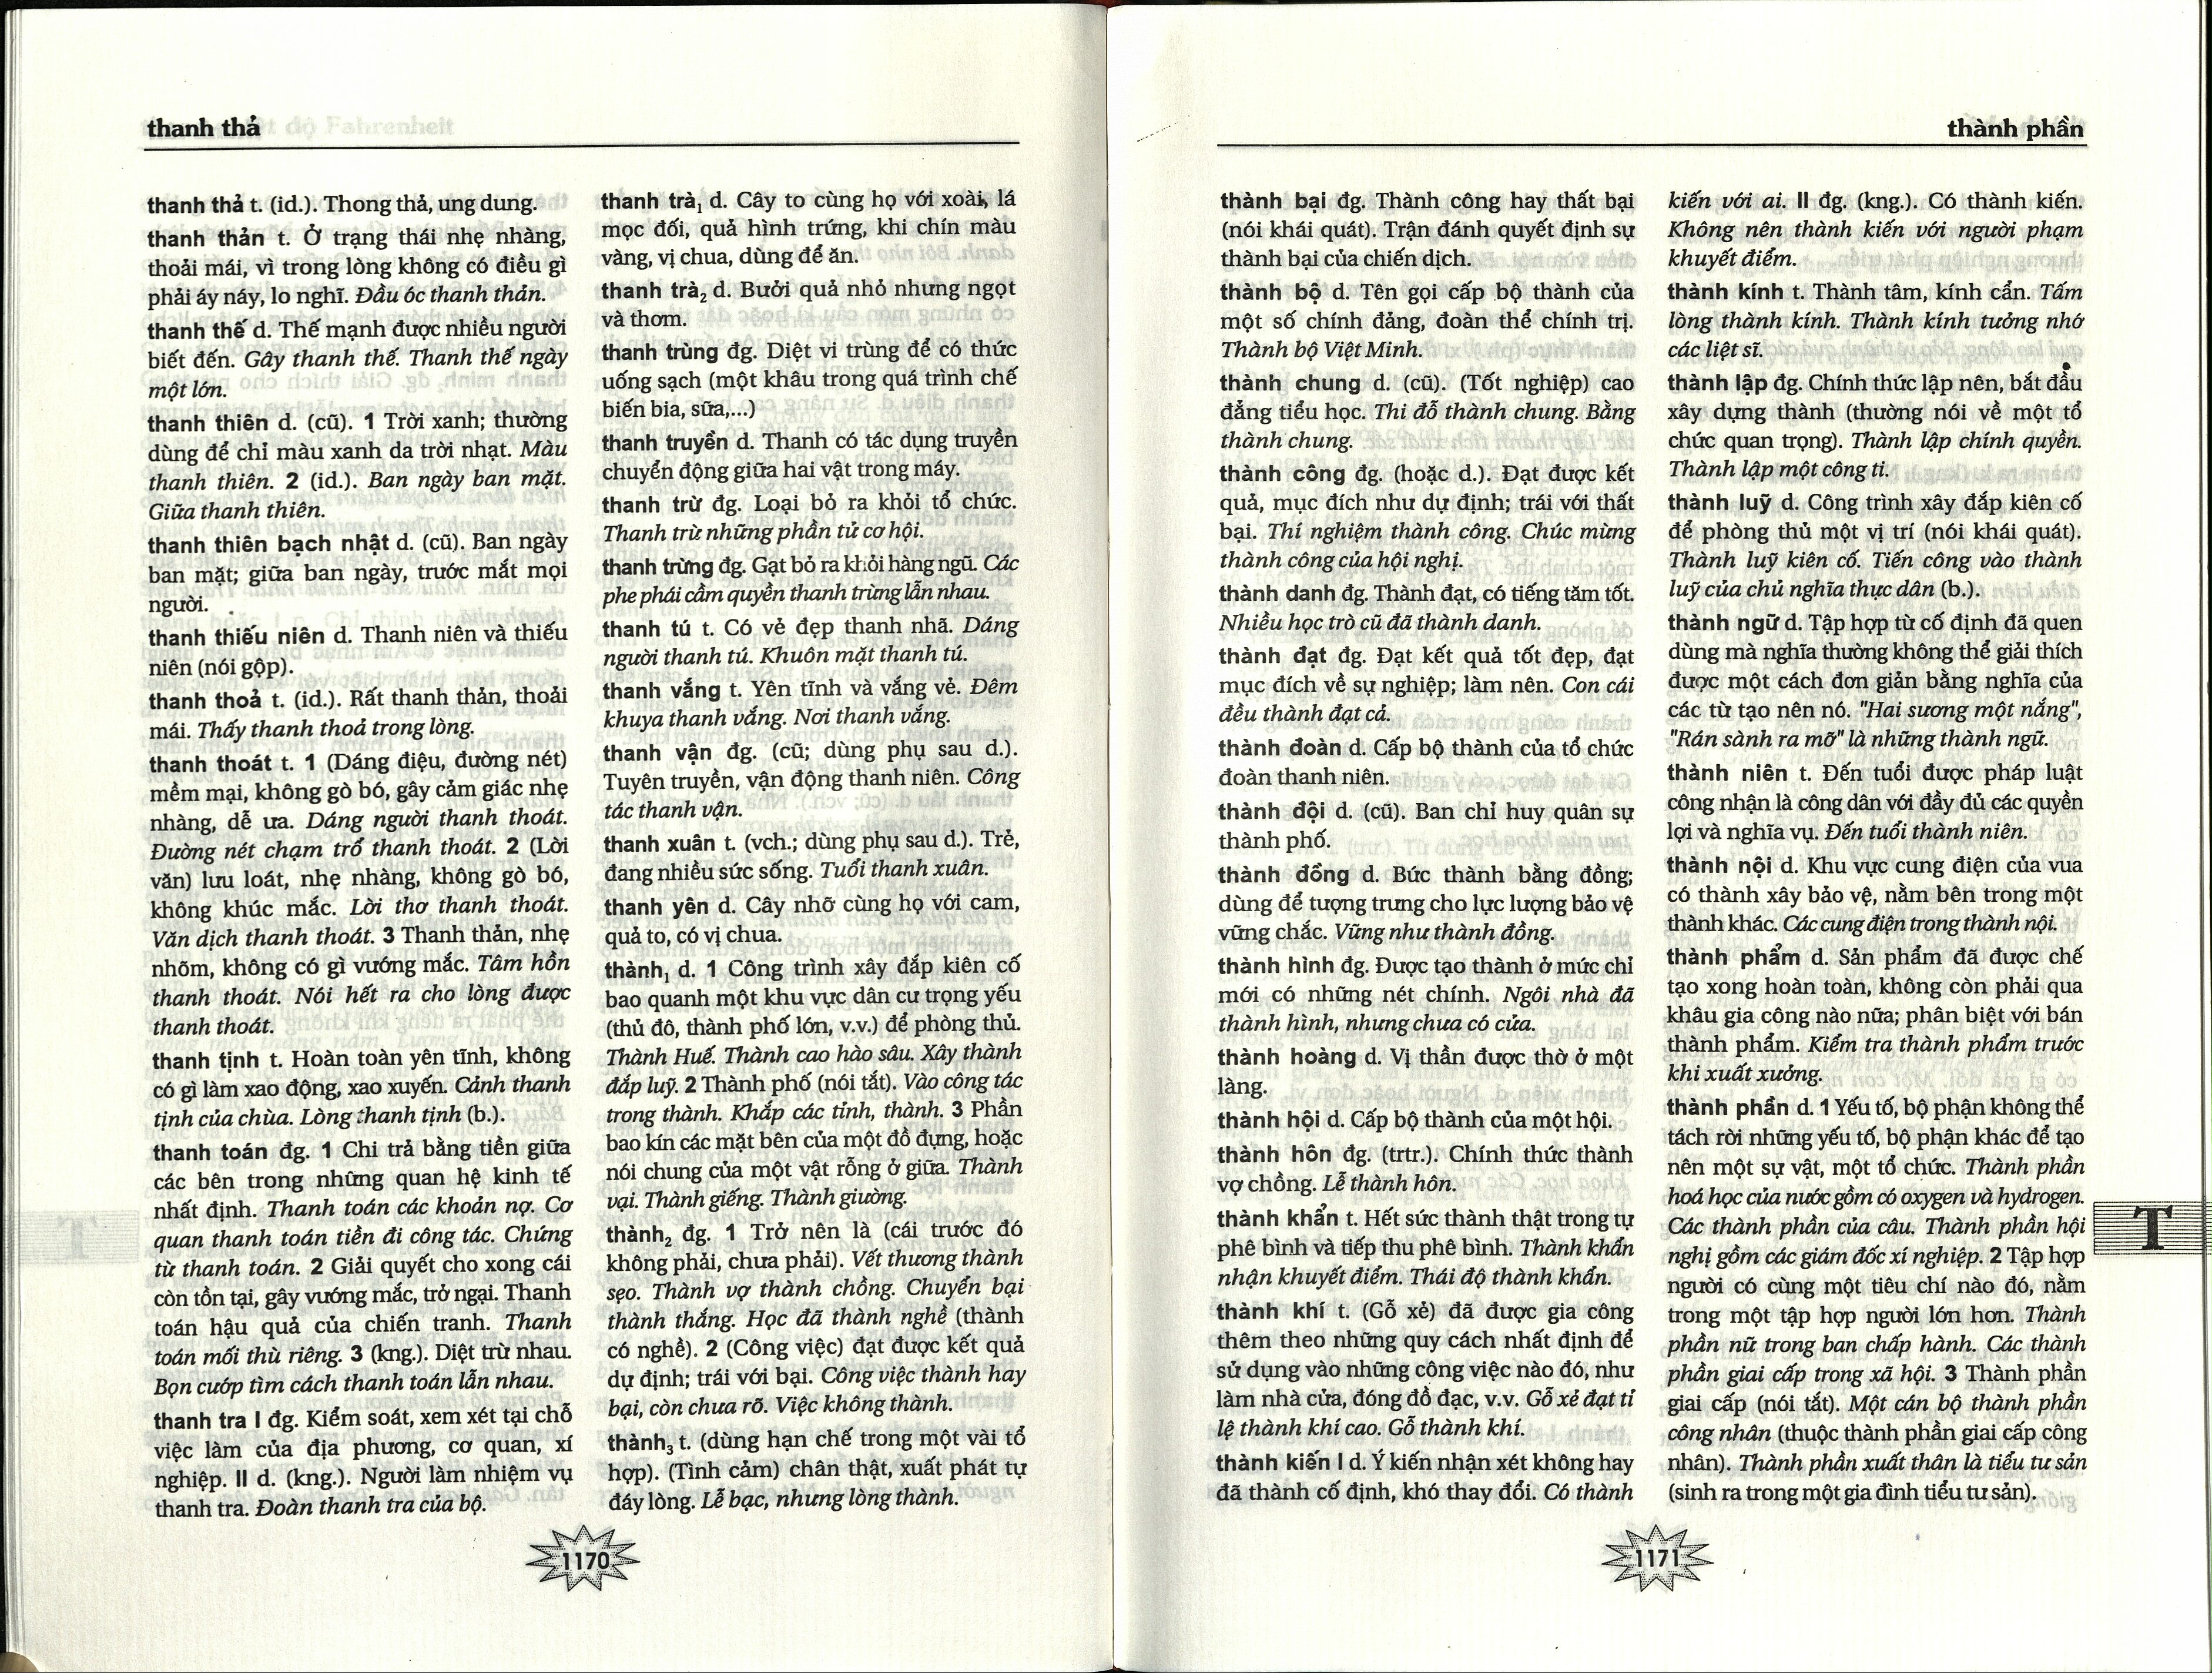 thanh thả
thanh thả t. (id.). Thong thả, ung dung.
thanh thản t. Ở trạng thái nhẹ nhàng,
thoải mái, vì trong lòng không có điều gì
phải áy náy, lo nghĩ. Đầu óc thanh thản.
thanh thế d. Thế mạnh được nhiều người
biết đến. Gây thanh thế. Thanh thế ngày
một lớn.
thanh thiên d. (cũ). 1 Trời xanh; thường
dùng để chỉ màu xanh da trời nhạt. Màu
thanh thiên. 2 (id.). Ban ngày ban mặt.
Giữa thanh thiên.
thanh thiên bạch nhật d. (cũ). Ban ngày
ban mặt; giữa ban ngày, trước mắt mọi
người.
thanh thiếu niên d. Thanh niên và thiếu
niên (nói gộp).
thanh thoả t. (id.). Rất thanh thản, thoải
mái. Thấy thanh thoả trong lòng.
thanh thoát t. 1 (Dáng điệu, đường nét)
mềm mại, không gò bó, gây cảm giác nhẹ
nhàng, dễ ưa. Dáng người thanh thoát.
Đường nét chạm trổ thanh thoát. 2 (Lời
văn) lưu loát, nhẹ nhàng, không gò bó,
không khúc mắc. Lời thơ thanh thoát.
Văn dịch thanh thoát. 3 Thanh thản, nhẹ
nhõm, không có gì vướng mắc. Tâm hồn
thanh thoát. Nói hết ra cho lòng được
thanh thoát.
thanh tịnh t. Hoàn toàn yên tĩnh, không
có gì làm xao động, xao xuyến. Cảnh thanh
tịnh của chùa. Lòng thanh tịnh (b.).
thanh toán đg. 1 Chi trả bằng tiền giữa
các bên trong những quan hệ kinh tế
nhất định. Thanh toán các khoản nợ. Cơ
quan thanh toán tiền đi công tác. Chứng
từ thanh toán. 2 Giải quyết cho xong cái
còn tồn tại, gây vướng mắc, trở ngại. Thanh
toán hậu quả của chiến tranh. Thanh
toán mối thù riêng. 3 (kng.). Diệt trừ nhau.
Bọn cướp tìm cách thanh toán lẫn nhau.
thanh tra I đg. Kiểm soát, xem xét tại chỗ
việc làm của địa phương, cơ quan, xí
nghiệp. II d. (kng.). Người làm nhiệm vụ
thanh tra. Đoàn thanh tra của bộ.
thanh trà₁ d. Cây to cùng họ với xoài, lá
mọc đối, quả hình trứng, khi chín màu
vàng, vị chua, dùng để ăn.
thanh trà₂ d. Bưởi quả nhỏ nhưng ngọt
và thơm.
thanh trùng đg. Diệt vi trùng để có thức
uống sạch (một khâu trong quá trình chế
biến bia, sữa,...)
thanh truyền d. Thanh có tác dụng truyền
chuyển động giữa hai vật trong máy.
thanh trừ đg. Loại bỏ ra khỏi tổ chức.
Thanh trừ những phần tử cơ hội.
thanh trừng đg. Gạt bỏ ra khỏi hàng ngũ. Các
phe phái cầm quyền thanh trừng lẫn nhau.
thanh tú t. Có vẻ đẹp thanh nhã. Dáng
người thanh tú. Khuôn mặt thanh tú.
thanh vắng t. Yên tĩnh và vắng vẻ. Đêm
khuya thanh vắng. Nơi thanh vắng.
thanh vận đg. (cũ; dùng phụ sau d.).
Tuyên truyền, vận động thanh niên. Công
tác thanh vận.
thanh xuân t. (vch.; dùng phụ sau d.). Trẻ,
đang nhiều sức sống. Tuổi thanh xuân.
thanh yên d. Cây nhỡ cùng họ với cam,
quả to, có vị chua.
thành₁ d. 1 Công trình xây đắp kiên cố
bao quanh một khu vực dân cư trọng yếu
(thủ đô, thành phố lớn, v.v.) để phòng thủ.
Thành Huế. Thành cao hào sâu. Xây thành
đắp luỹ. 2 Thành phố (nói tắt). Vào công tác
trong thành. Khắp các tỉnh, thành. 3 Phần
bao kín các mặt bên của một đồ đựng, hoặc
nói chung của một vật rỗng ở giữa. Thành
vại. Thành giếng. Thành giường.
thành₂ đg. 1 Trở nên là (cái trước đó
không phải, chưa phải). Vết thương thành
sẹo. Thành vợ thành chồng. Chuyển bại
thành thắng. Học đã thành nghề (thành
có nghề). 2 (Công việc) đạt được kết quả
dự định; trái với bại. Công việc thành hay
bại, còn chưa rõ. Việc không thành.
thành₃ t. (dùng hạn chế trong một vài tổ
hợp). (Tình cảm) chân thật, xuất phát tự
đáy lòng. Lễ bạc, nhưng lòng thành.
1170
thành phần
thành bại đg. Thành công hay thất bại
(nói khái quát). Trận đánh quyết định sự
thành bại của chiến dịch.
thành bộ d. Tên gọi cấp bộ thành của
một số chính đảng, đoàn thể chính trị.
Thành bộ Việt Minh.
thành chung d. (cũ). (Tốt nghiệp) cao
đẳng tiểu học. Thi đỗ thành chung. Bằng
thành chung.
thành công đg. (hoặc d.). Đạt được kết
quả, mục đích như dự định; trái với thất
bại. Thí nghiệm thành công. Chúc mừng
thành công của hội nghị.
thành danh đg. Thành đạt, có tiếng tăm tốt.
Nhiều học trò cũ đã thành danh.
thành đạt đg. Đạt kết quả tốt đẹp, đạt
mục đích về sự nghiệp; làm nên. Con cái
đều thành đạt cả.
thành đoàn d. Cấp bộ thành của tổ chức
đoàn thanh niên.
thành đội d. (cũ). Ban chỉ huy quân sự
thành phố.
thành đồng d. Bức thành bằng đồng;
dùng để tượng trưng cho lực lượng bảo vệ
vững chắc. Vững như thành đồng.
thành hình đg. Được tạo thành ở mức chỉ
mới có những nét chính. Ngôi nhà đã
thành hình, nhưng chưa có cửa.
thành hoàng d. Vị thần được thờ ở một
làng.
thành hội d. Cấp bộ thành của một hội.
thành hôn đg. (trtr.). Chính thức thành
vợ chồng. Lễ thành hôn.
thành khẩn t. Hết sức thành thật trong tự
phê bình và tiếp thu phê bình. Thành khẩn
nhận khuyết điểm. Thái độ thành khẩn.
thành khí t. (Gỗ xẻ) đã được gia công
thêm theo những quy cách nhất định để
sử dụng vào những công việc nào đó, như
làm nhà cửa, đóng đồ đạc, v.v. Gỗ xẻ đạt tỉ
lệ thành khí cao. Gỗ thành khí.
thành kiến I d. Ý kiến nhận xét không hay
đã thành cố định, khó thay đổi. Có thành
kiến với ai. II đg. (kng.). Có thành kiến.
Không nên thành kiến với người phạm
khuyết điểm.
thành kính t. Thành tâm, kính cẩn. Tấm
lòng thành kính. Thành kính tưởng nhớ
các liệt sĩ.
thành lập đg. Chính thức lập nên, bắt đầu
xây dựng thành (thường nói về một tổ
chức quan trọng). Thành lập chính quyền.
Thành lập một công ti.
thành luỹ d. Công trình xây đắp kiên cố
để phòng thủ một vị trí (nói khái quát).
Thành luỹ kiên cố. Tiến công vào thành
luỹ của chủ nghĩa thực dân (b.).
thành ngữ d. Tập hợp từ cố định đã quen
dùng mà nghĩa thường không thể giải thích
được một cách đơn giản bằng nghĩa của
các từ tạo nên nó. "Hai sương một nắng",
"Rán sành ra mỡ" là những thành ngữ.
thành niên t. Đến tuổi được pháp luật
công nhận là công dân với đầy đủ các quyền
lợi và nghĩa vụ. Đến tuổi thành niên.
thành nội d. Khu vực cung điện của vua
có thành xây bảo vệ, nằm bên trong một
thành khác. Các cung điện trong thành nội.
thành phẩm d. Sản phẩm đã được chế
tạo xong hoàn toàn, không còn phải qua
khâu gia công nào nữa; phân biệt với bán
thành phẩm. Kiểm tra thành phẩm trước
khi xuất xưởng.
thành phần d. 1 Yếu tố, bộ phận không thể
tách rời những yếu tố, bộ phận khác để tạo
nên một sự vật, một tổ chức. Thành phần
hoá học của nước gồm có oxygen và hydrogen.
Các thành phần của câu. Thành phần hội
nghị gồm các giám đốc xí nghiệp. 2 Tập hợp
người có cùng một tiêu chí nào đó, nằm
trong một tập hợp người lớn hơn. Thành
phần nữ trong ban chấp hành. Các thành
phần giai cấp trong xã hội. 3 Thành phần
giai cấp (nói tắt). Một cán bộ thành phần
công nhân (thuộc thành phần giai cấp công
nhân). Thành phần xuất thân là tiểu tư sản
(sinh ra trong một gia đình tiểu tư sản).
T
1171